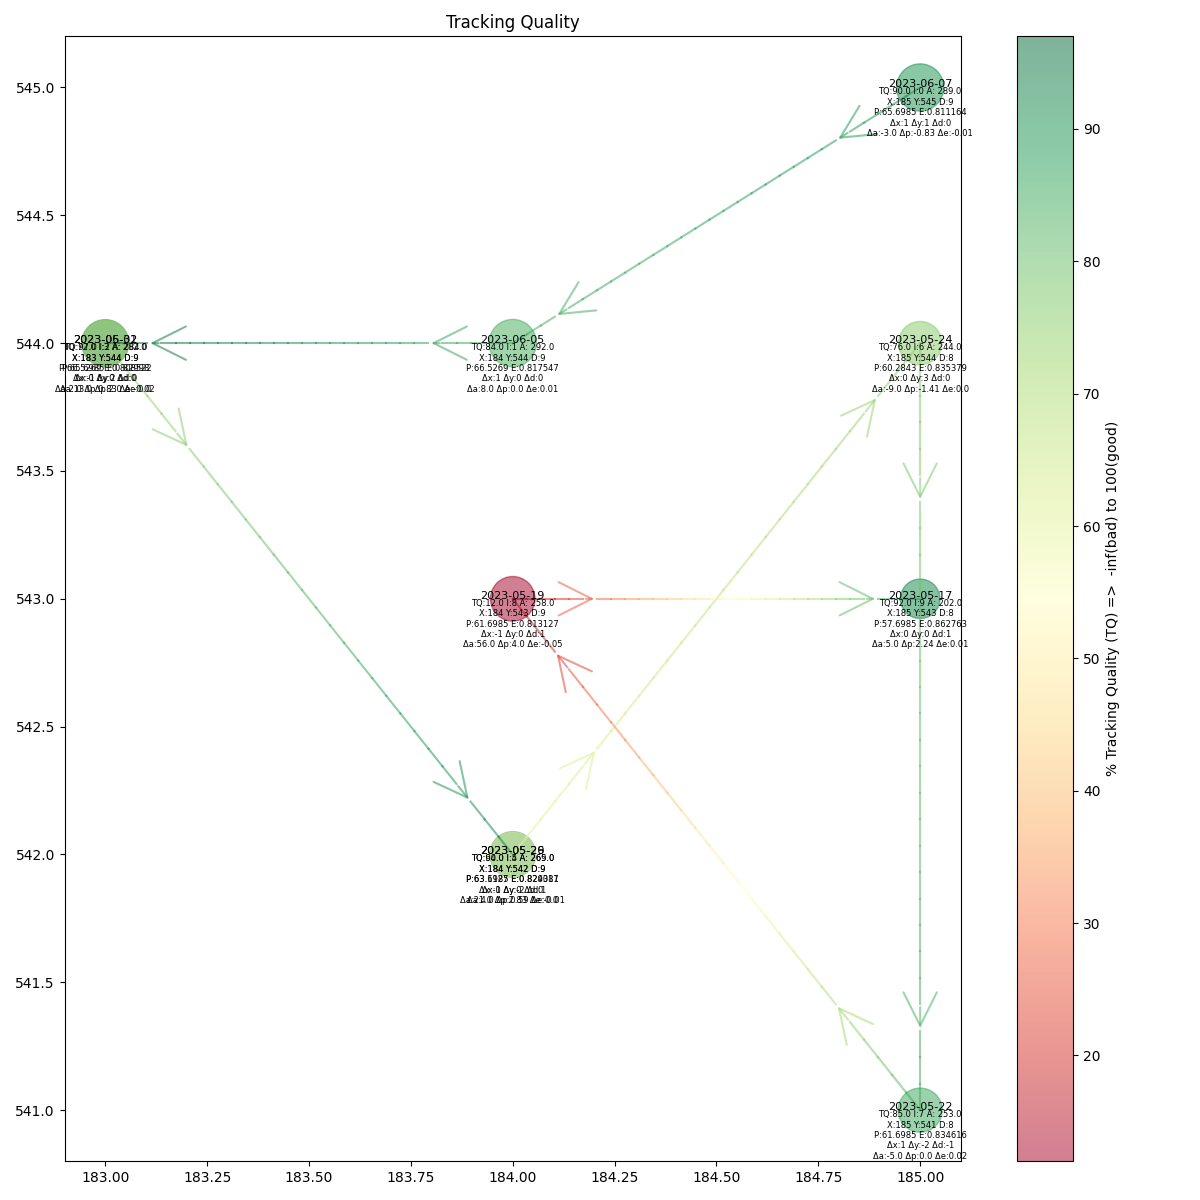 Tracking Quality
545.0
544.5
544.0
543.5
543.0
542.5
542.0
541.5
541.0
183.00
183.25
183.50
183.75
184.00
184.25
184.50
184.75
185.00
2023-06-07
TQ:90.0 I:0 A: 289.0
X:185 Y:545 D:9
P:65.6985 E:0.811164
Δx:1 Δy:1 Δd:0
Δa:-3.0 Δp:-0.83 Δe:-0.01
2023-06-05
TQ:84.0 I:1 A: 292.0
X:184 Y:544 D:9
P:66.5269 E:0.817547
Δx:1 Δy:0 Δd:0
Δa:8.0 Δp:0.0 Δe:0.01
X:183 Y:544 D:9
2023-05-24
TQ:76.0 I:6 A: 244.0
X:185 Y:544 D:8
P:60.2843 E:0.835379
Δx:0 Δy:3 Δd:0
Δa:-9.0 Δp:-1.41 Δe:0.0
2023-05-19
TQ:12.0 I:8 A: 258.0
X:184 Y:543 D:9
P:61.6985 E:0.813127
Δx:-1 Δy:0 Δd:1
Δa:56.0 Δp:4.0 Δe:-0.05
2023-05-17
TQ:92.0 I:9 A: 202.0
X:185 Y:543 D:8
P:57.6985 E:0.862763
Δx:0 Δy:0 Δd:1
Δa:5.0 Δp:2.24 Δe:0.01
X:184 Y:542 D:9
2023-05-22
TQ:85.0 I:7 A: 253.0
X:185 Y:541 D:8
P:61.6985 E:0.834616
Δx:1 Δy:-2 Δd:-1
Δa:-5.0 Δp:0.0 Δe:0.02
90
80
70
60
50
40
30
20
% Tracking Quality (TQ) => -inf(bad) to 100(good)